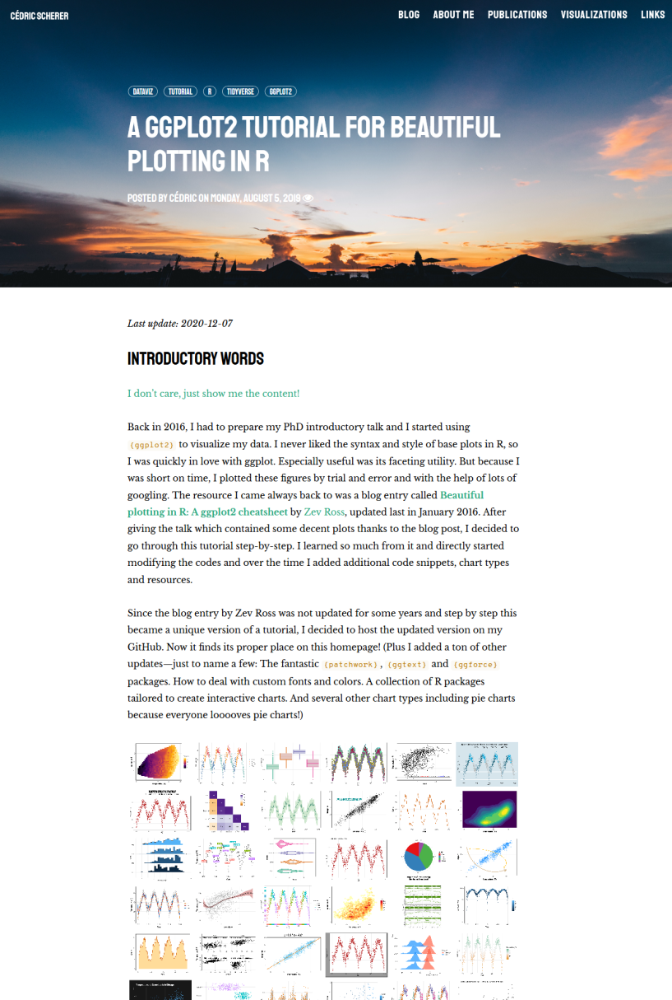 CÉDRIC SCHERER
BLOG ABOUT ME PUBLICATIONS VISUALIZATIONS LINKS
DATAVIZ TUTORIAL R TIDYVERSE GGPLOT2
A GGPLOT2 TUTORIAL FOR BEAUTIFUL
PLOTTING IN R
POSTED BY CÉDRIC ON MONDAY, AUGUST 5, 2019
Last update: 2020-12-07
INTRODUCTORY WORDS
I don't care, just show me the content!
Back in 2016, I had to prepare my PhD introductory talk and I started using
{ggplot2} to visualize my data. I never liked the syntax and style of base plots in R, so
I was quickly in love with ggplot. Especially useful was its faceting utility. But because I
was short on time, I plotted these figures by trial and error and with the help of lots of
googling. The resource I came always back to was a blog entry called Beautiful
plotting in R: A ggplot2 cheatsheet by Zev Ross, updated last in January 2016. After
giving the talk which contained some decent plots thanks to the blog post, I decided to
go through this tutorial step-by-step. I learned so much from it and directly started
modifying the codes and over the time I added additional code snippets, chart types
and resources.
Since the blog entry by Zev Ross was not updated for some years and step by step this
became a unique version of a tutorial, I decided to host the updated version on my
GitHub. Now it finds its proper place on this homepage! (Plus I added a ton of other
updates—just to name a few: The fantastic {patchwork}, {ggtext} and {ggforce}
packages. How to deal with custom fonts and colors. A collection of R packages
tailored to create interactive charts. And several other chart types including pie charts
because everyone looooves pie charts!)